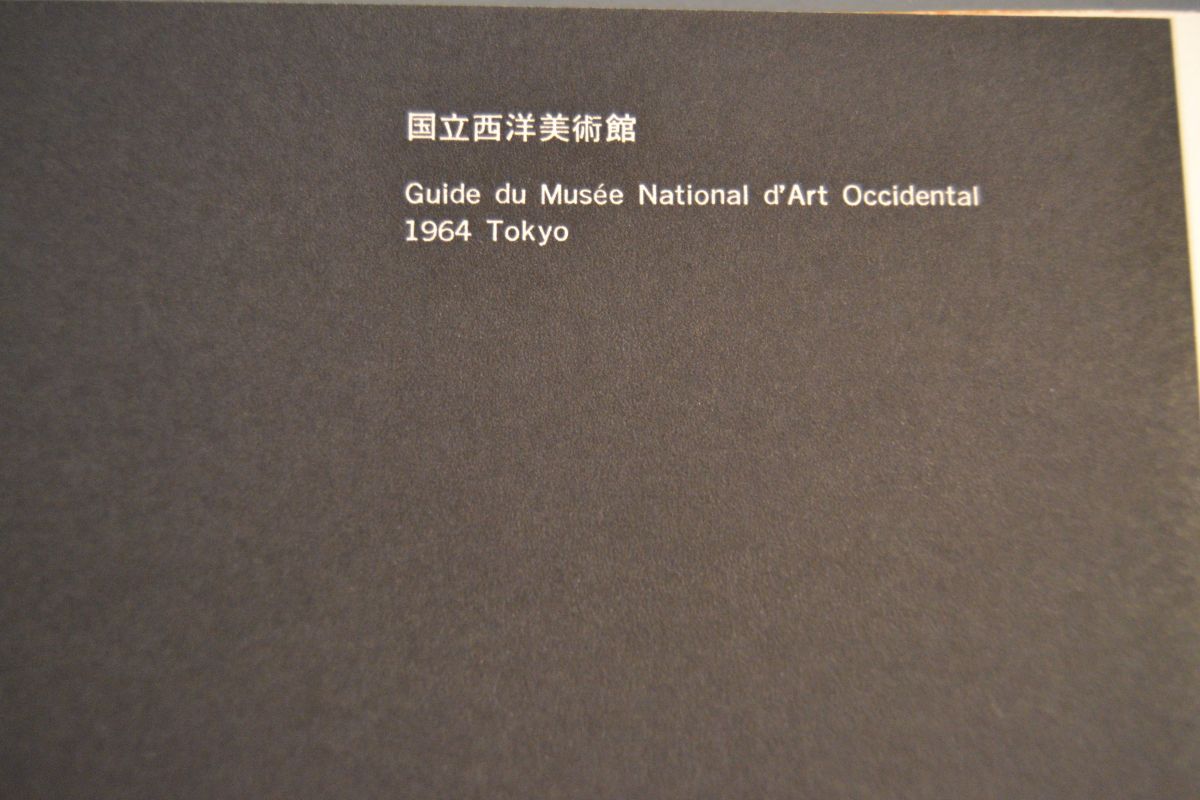 国立西洋美術館
Guide du Musée National d'Art Occidental
1964 Tokyo